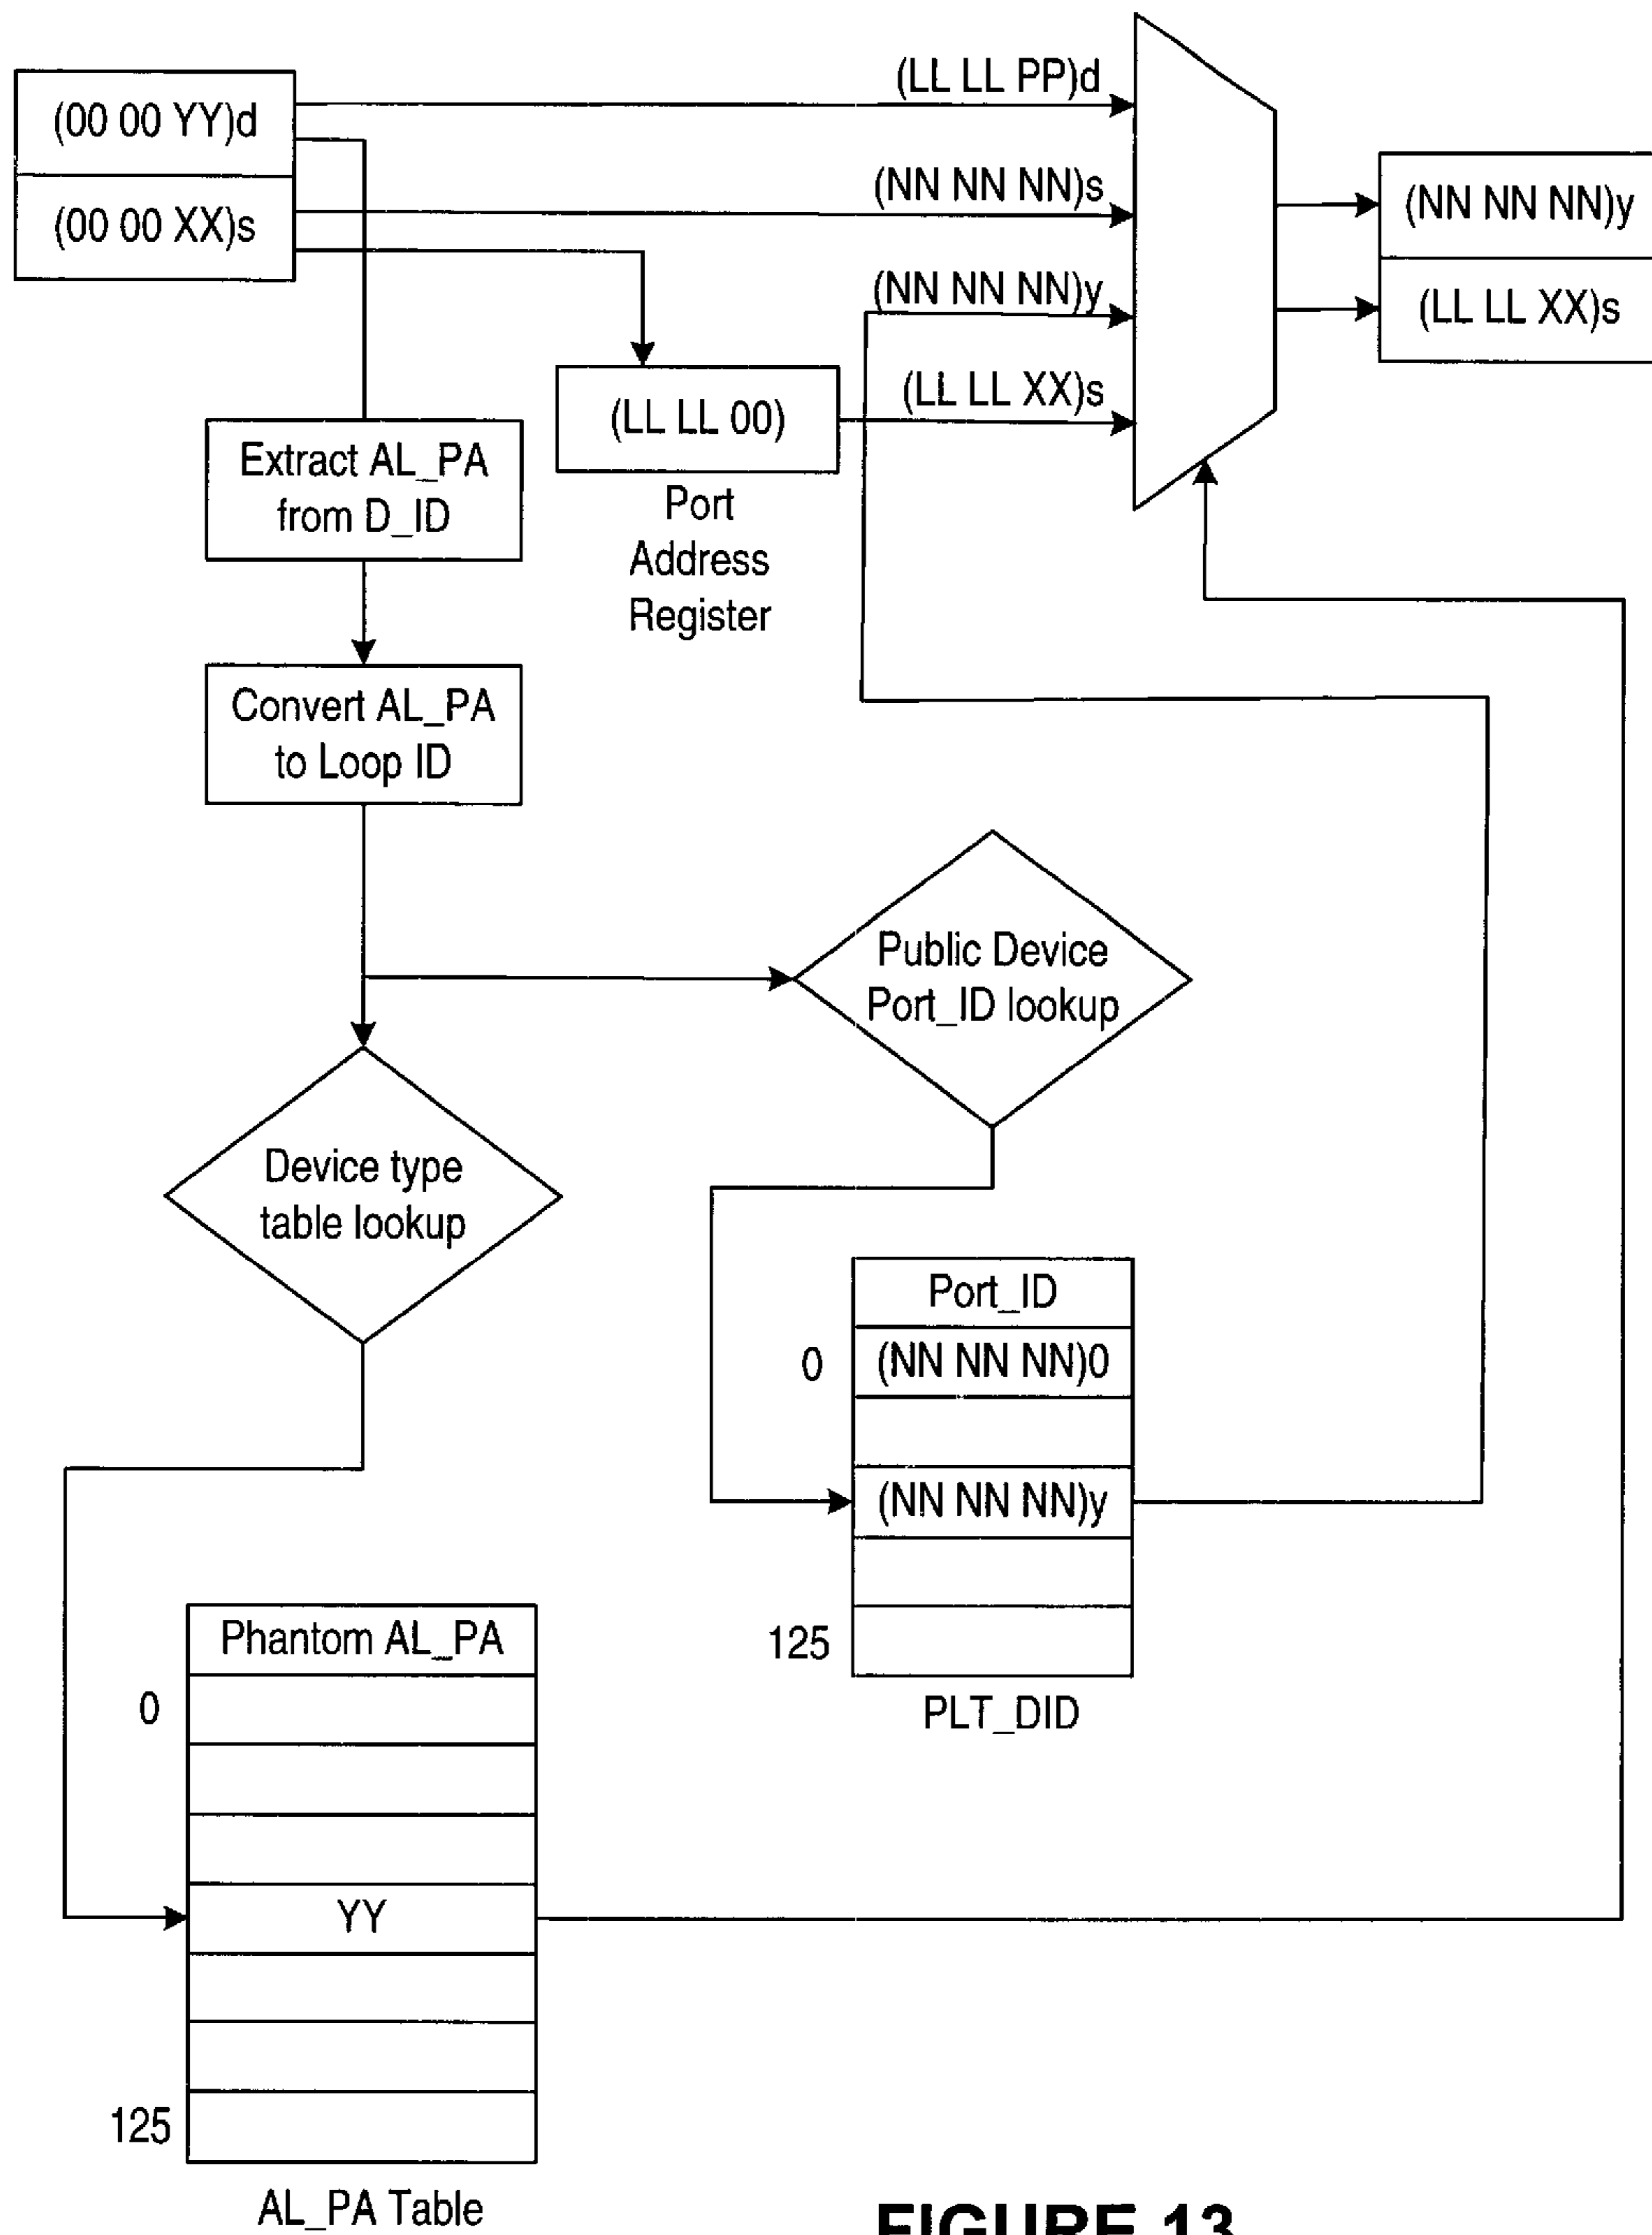 (LL LL PP)d
(00 00 YY)d
(NN NN NN)s
(NN NN NN)y
(00 00 XX)s
(NN NN NN)y
(LL LL XX)s
(LL LL XX)s
(LL LL 00)
Extract AL_PA
from D_ID
Port
Address
Register
Convert AL_PA
to Loop ID
Public Device
Port_ID lookup
Device type
table lookup
Port_ID
0
(NN NN NN)0
(NN NN NN)y
125
PLT_DID
Phantom AL_PA
0
YY
125
AL_PA Table
FIGURE 13